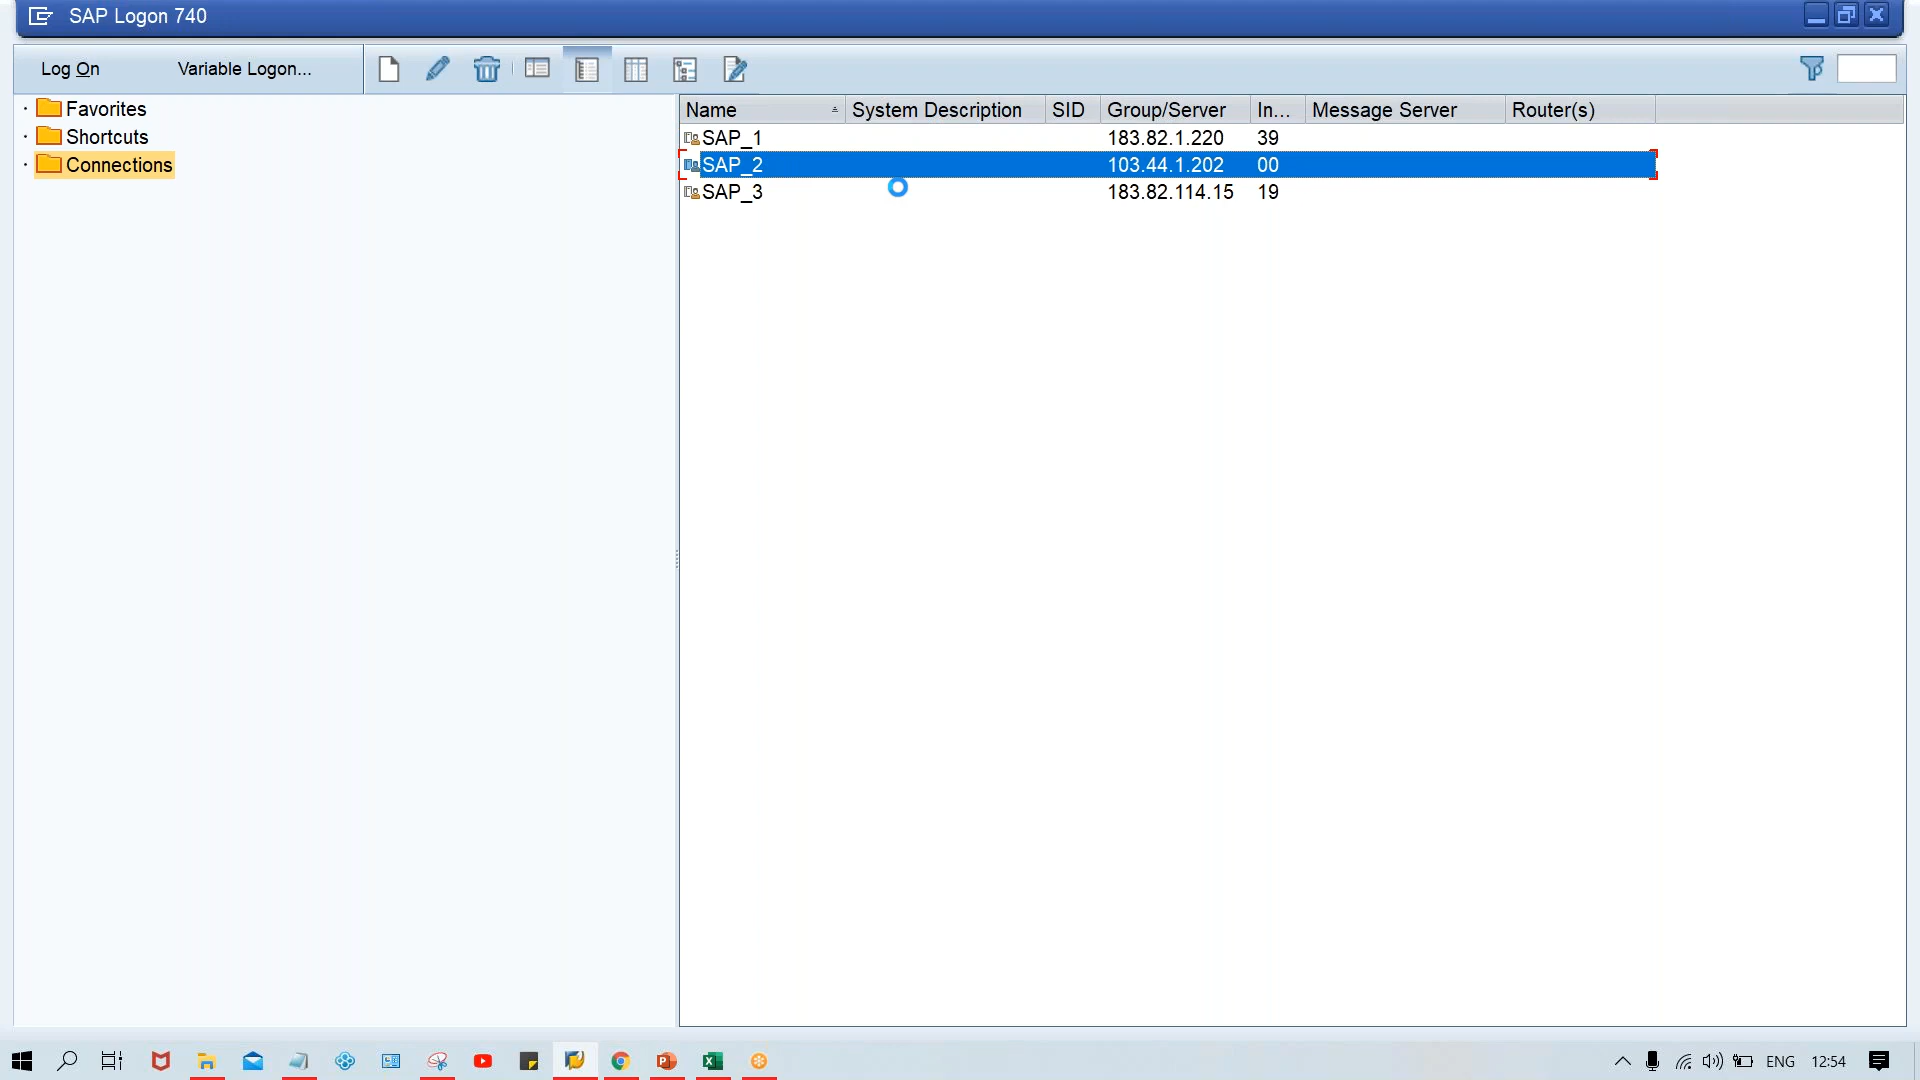 SAP Logon 740
Log On Variable Logon...
Favorites
Shortcuts
Connections
Name System Description SID Group/Server In... Message Server Router(s)
SAP_1 183.82.1.220 39
SAP_2 103.44.1.202 00
SAP_3 183.82.114.15 19
ENG 12:54